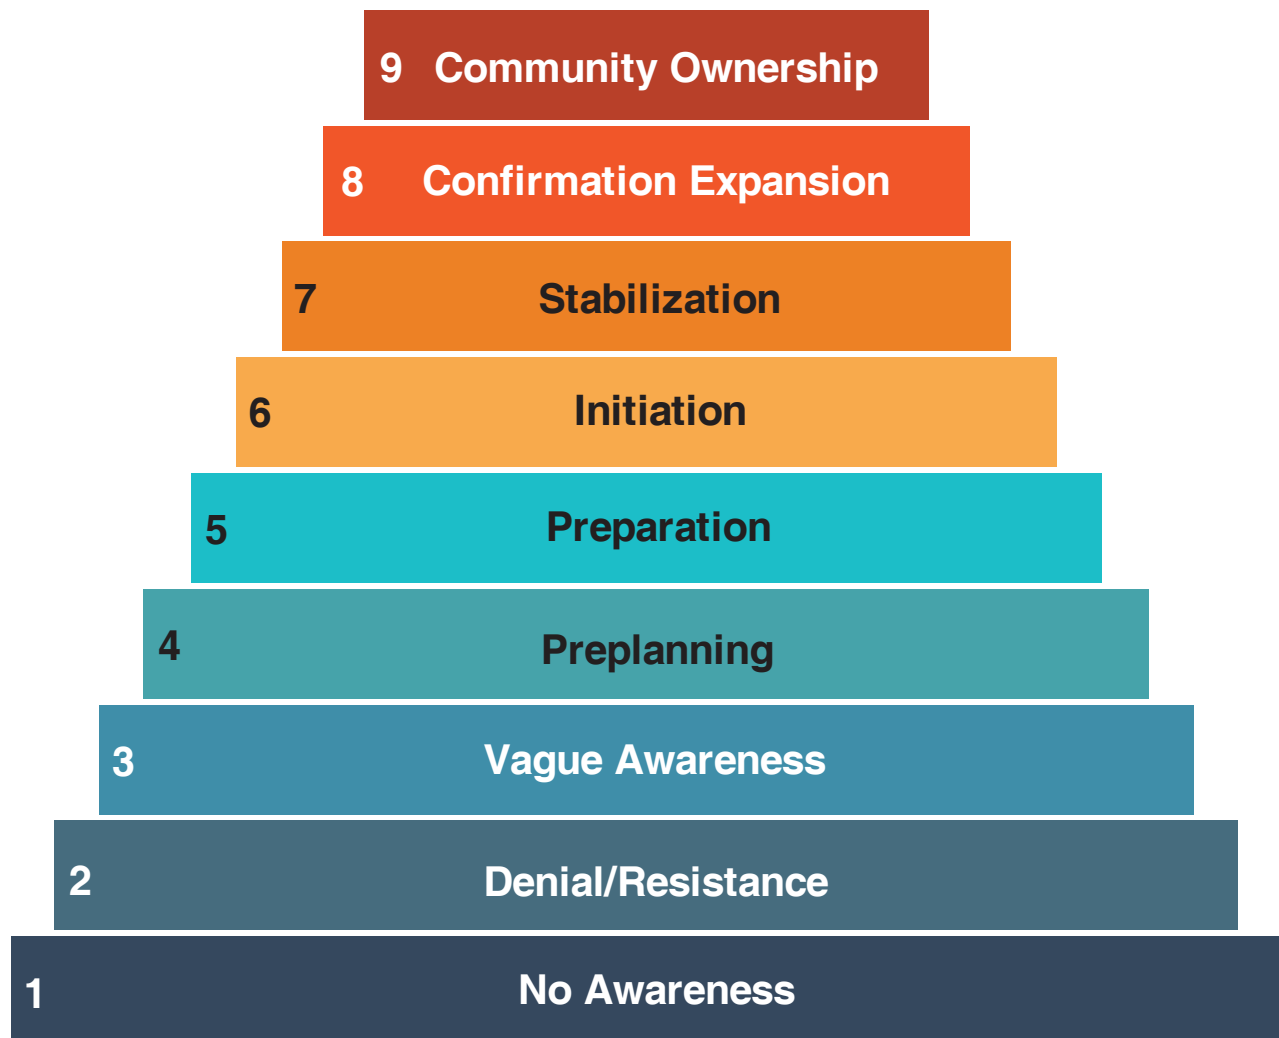 9 Community Ownership
8 Confirmation Expansion
7 Stabilization
6 Initiation
5 Preparation
4 Preplanning
3 Vague Awareness
2 Denial/Resistance
1 No Awareness